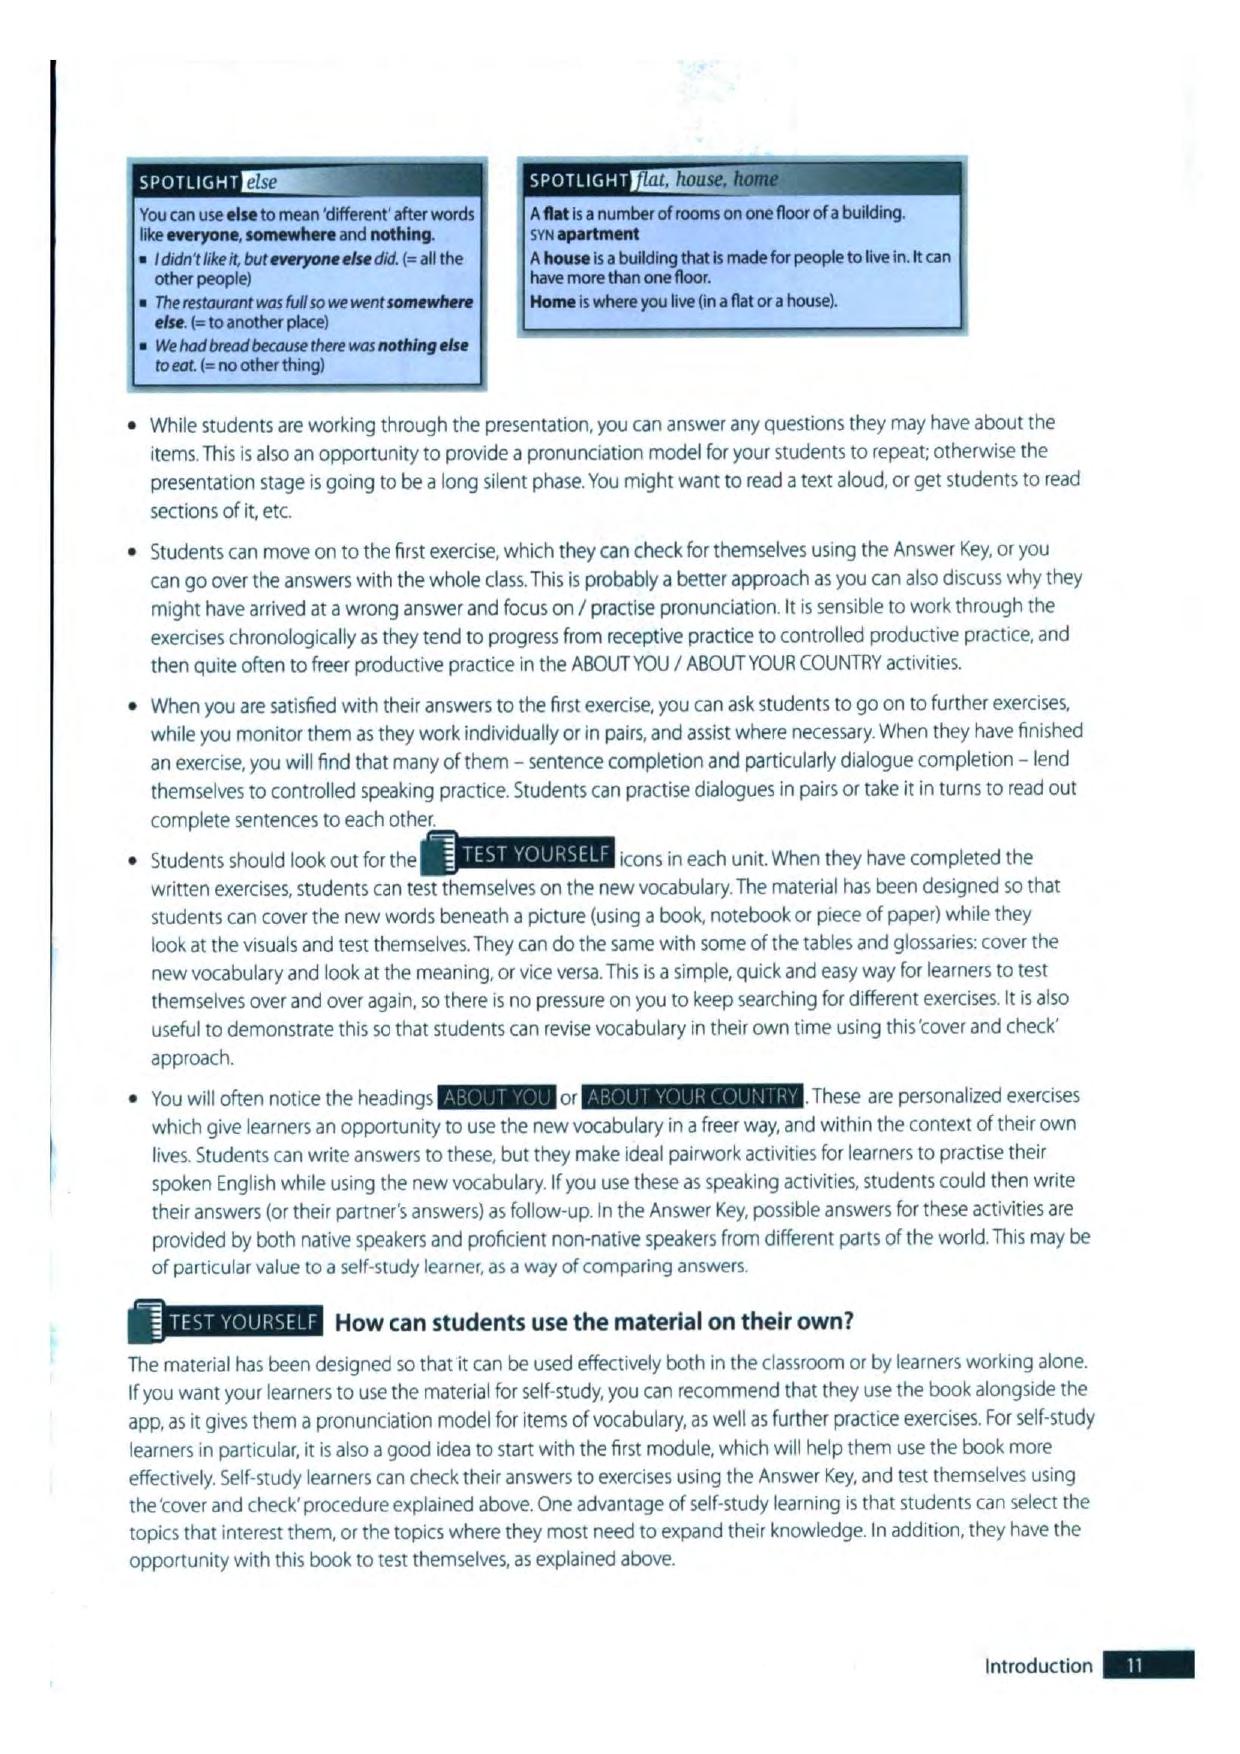 SPOTLIGHT else
You can use else to mean 'different' after words
like everyone, somewhere and nothing.
▪ I didn't like it, but everyone else did. (= all the
other people)
▪ The restaurant was full so we went somewhere
else. (= to another place)
▪ We had bread because there was nothing else
to eat. (= no other thing)
SPOTLIGHT flat, house, home
A flat is a number of rooms on one floor of a building.
SYN apartment
A house is a building that is made for people to live in. It can
have more than one floor.
Home is where you live (in a flat or a house).
• While students are working through the presentation, you can answer any questions they may have about the
items. This is also an opportunity to provide a pronunciation model for your students to repeat; otherwise the
presentation stage is going to be a long silent phase. You might want to read a text aloud, or get students to read
sections of it, etc.
• Students can move on to the first exercise, which they can check for themselves using the Answer Key, or you
can go over the answers with the whole class. This is probably a better approach as you can also discuss why they
might have arrived at a wrong answer and focus on / practise pronunciation. It is sensible to work through the
exercises chronologically as they tend to progress from receptive practice to controlled productive practice, and
then quite often to freer productive practice in the ABOUT YOU / ABOUT YOUR COUNTRY activities.
• When you are satisfied with their answers to the first exercise, you can ask students to go on to further exercises,
while you monitor them as they work individually or in pairs, and assist where necessary. When they have finished
an exercise, you will find that many of them – sentence completion and particularly dialogue completion – lend
themselves to controlled speaking practice. Students can practise dialogues in pairs or take it in turns to read out
complete sentences to each other.
• Students should look out for the TEST YOURSELF icons in each unit. When they have completed the
written exercises, students can test themselves on the new vocabulary. The material has been designed so that
students can cover the new words beneath a picture (using a book, notebook or piece of paper) while they
look at the visuals and test themselves. They can do the same with some of the tables and glossaries: cover the
new vocabulary and look at the meaning, or vice versa. This is a simple, quick and easy way for learners to test
themselves over and over again, so there is no pressure on you to keep searching for different exercises. It is also
useful to demonstrate this so that students can revise vocabulary in their own time using this 'cover and check'
approach.
• You will often notice the headings ABOUT YOU or ABOUT YOUR COUNTRY. These are personalized exercises
which give learners an opportunity to use the new vocabulary in a freer way, and within the context of their own
lives. Students can write answers to these, but they make ideal pairwork activities for learners to practise their
spoken English while using the new vocabulary. If you use these as speaking activities, students could then write
their answers (or their partner's answers) as follow-up. In the Answer Key, possible answers for these activities are
provided by both native speakers and proficient non-native speakers from different parts of the world. This may be
of particular value to a self-study learner, as a way of comparing answers.
TEST YOURSELF How can students use the material on their own?
The material has been designed so that it can be used effectively both in the classroom or by learners working alone.
If you want your learners to use the material for self-study, you can recommend that they use the book alongside the
app, as it gives them a pronunciation model for items of vocabulary, as well as further practice exercises. For self-study
learners in particular, it is also a good idea to start with the first module, which will help them use the book more
effectively. Self-study learners can check their answers to exercises using the Answer Key, and test themselves using
the 'cover and check' procedure explained above. One advantage of self-study learning is that students can select the
topics that interest them, or the topics where they most need to expand their knowledge. In addition, they have the
opportunity with this book to test themselves, as explained above.
Introduction 11